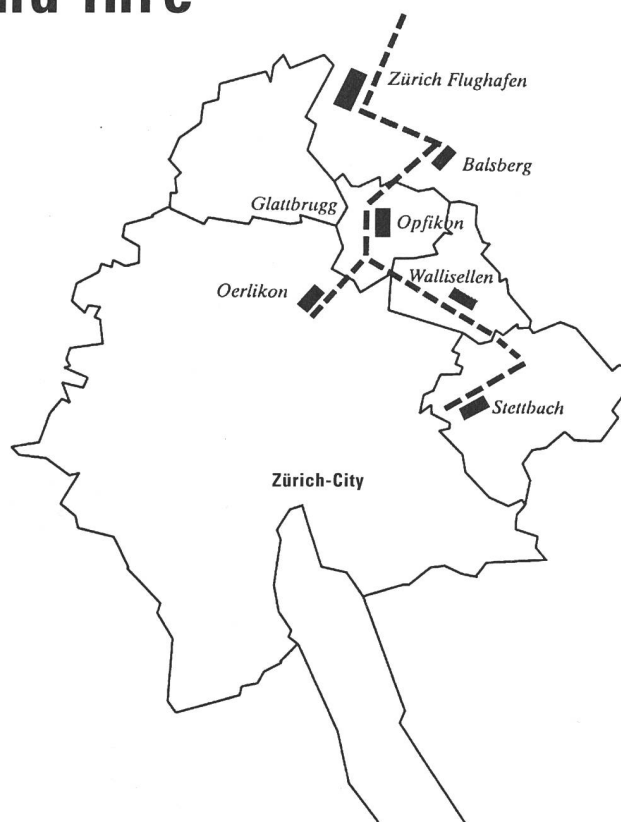 Zürich Flughafen
Balsberg
Glattbrugg
Opfikon
Wallisellen
Oerlikon
Stettbach
Zürich-City